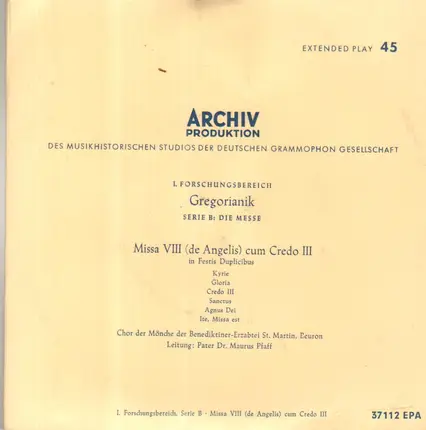 EXTENDED PLAY 45
ARCHIV
PRODUKTION
DES MUSIKHISTORISCHEN STUDIOS DER DEUTSCHEN GRAMMOPHON GESELLSCHAFT
I. FORSCHUNGSBEREICH
Gregorianik
SERIE B: DIE MESSE
Missa VIII (de Angelis) cum Credo III
in Festis Duplicibus
Kyrie
Gloria
Credo III
Sanctus
Agnus Dei
Ite, Missa est
Chor der Mönche der Benediktiner-Erzabtei St. Martin, Beuron
Leitung: Pater Dr. Maurus Pfaff
I. Forschungsbereich, Serie B · Missa VIII (de Angelis) cum Credo III
37112 EPA